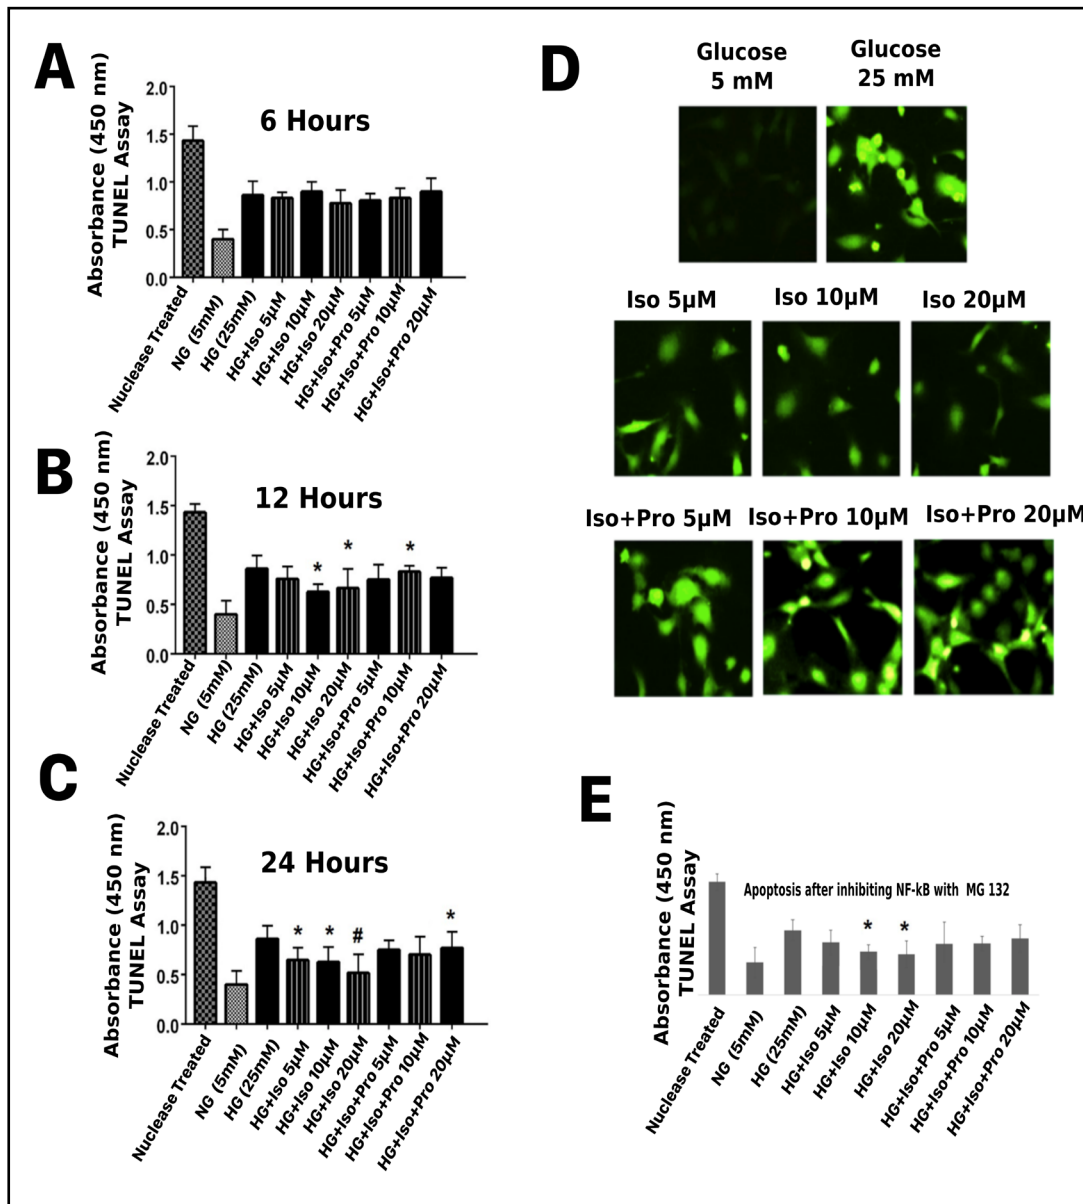 A
Absorbance (450 nm)
TUNEL Assay
2.0
1.5
1.0
0.5
0.0
6 Hours
Nuclease Treated
NG (5mM)
HG (25mM)
HG+Iso 5µM
HG+Iso 10µM
HG+Iso 20µM
HG+Iso+Pro 5µM
HG+Iso+Pro 10µM
HG+Iso+Pro 20µM
B
Absorbance (450 nm)
TUNEL Assay
2.0
1.5
1.0
0.5
0.0
12 Hours
*
*
*
Nuclease Treated
NG (5mM)
HG (25mM)
HG+Iso 5µM
HG+Iso 10µM
HG+Iso 20µM
HG+Iso+Pro 5µM
HG+Iso+Pro 10µM
HG+Iso+Pro 20µM
C
Absorbance (450 nm)
TUNEL Assay
2.0
1.5
1.0
0.5
0.0
24 Hours
*
*
#
*
Nuclease Treated
NG (5mM)
HG (25mM)
HG+Iso 5µM
HG+Iso 10µM
HG+Iso 20µM
HG+Iso+Pro 5µM
HG+Iso+Pro 10µM
HG+Iso+Pro 20µM
D
Glucose
5 mM
Glucose
25 mM
Iso 5µM
Iso 10µM
Iso 20µM
Iso+Pro 5µM
Iso+Pro 10µM
Iso+Pro 20µM
E
Absorbance (450 nm)
TUNEL Assay
Apoptosis after inhibiting NF-kB with MG 132
*
*
Nuclease Treated
NG (5mM)
HG (25mM)
HG+Iso 5µM
HG+Iso 10µM
HG+Iso 20µM
HG+Iso+Pro 5µM
HG+Iso+Pro 10µM
HG+Iso+Pro 20µM